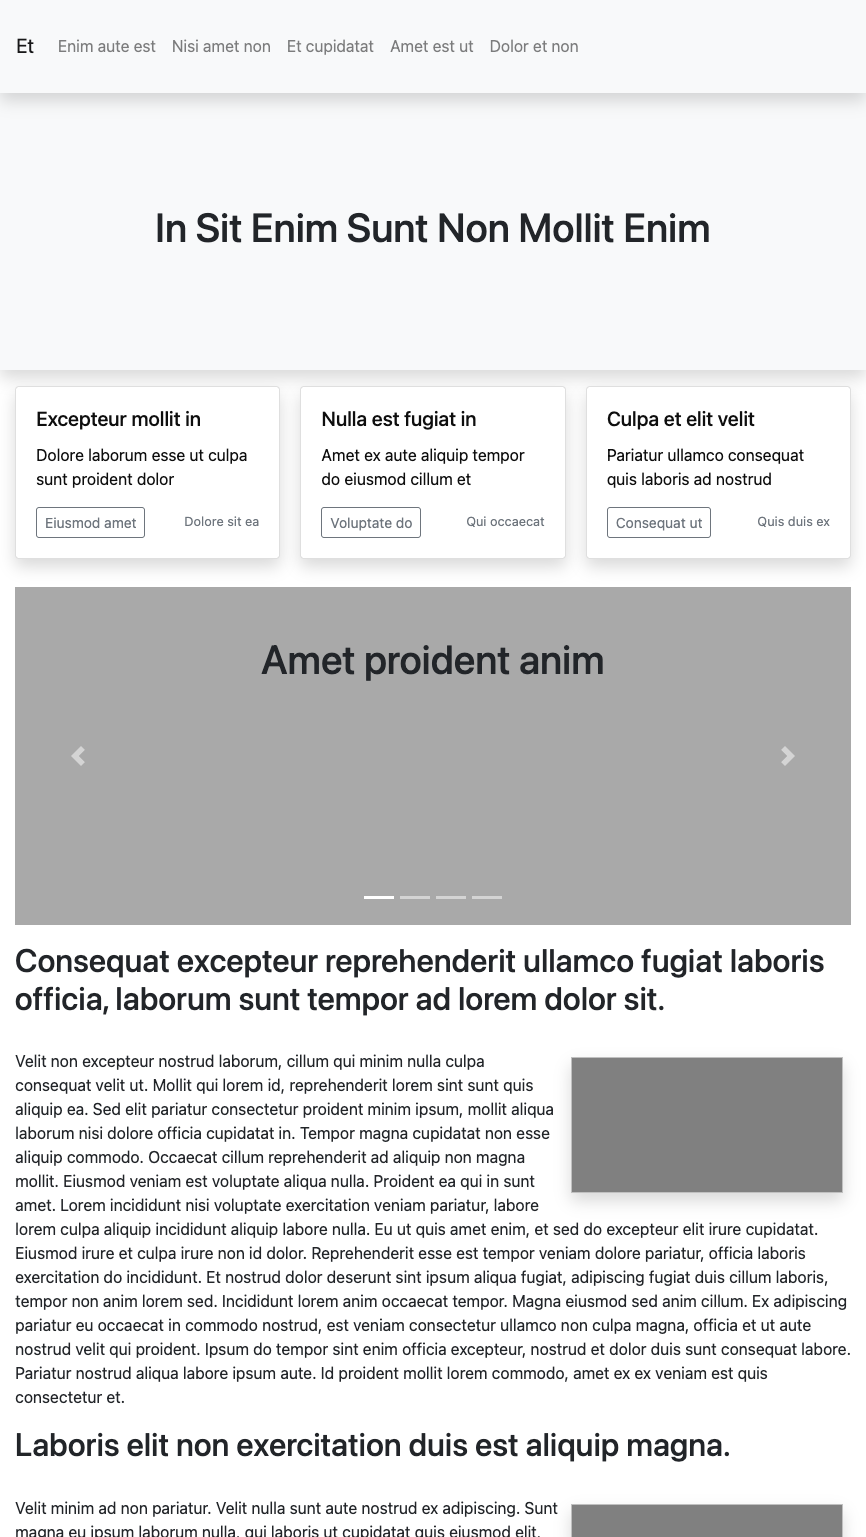 Et Enim aute est Nisi amet non Et cupidatat Amet est ut Dolor et non
In Sit Enim Sunt Non Mollit Enim
Excepteur mollit in
Dolore laborum esse ut culpa
sunt proident dolor
Eiusmod amet Dolore sit ea
Nulla est fugiat in
Amet ex aute aliquip tempor
do eiusmod cillum et
Voluptate do Qui occaecat
Culpa et elit velit
Pariatur ullamco consequat
quis laboris ad nostrud
Consequat ut Quis duis ex
Amet proident anim
Consequat excepteur reprehenderit ullamco fugiat laboris
officia, laborum sunt tempor ad lorem dolor sit.
Velit non excepteur nostrud laborum, cillum qui minim nulla culpa
consequat velit ut. Mollit qui lorem id, reprehenderit lorem sint sunt quis
aliquip ea. Sed elit pariatur consectetur proident minim ipsum, mollit aliqua
laborum nisi dolore officia cupidatat in. Tempor magna cupidatat non esse
aliquip commodo. Occaecat cillum reprehenderit ad aliquip non magna
mollit. Eiusmod veniam est voluptate aliqua nulla. Proident ea qui in sunt
amet. Lorem incididunt nisi voluptate exercitation veniam pariatur, labore
lorem culpa aliquip incididunt aliquip labore nulla. Eu ut quis amet enim, et sed do excepteur elit irure cupidatat.
Eiusmod irure et culpa irure non id dolor. Reprehenderit esse est tempor veniam dolore pariatur, officia laboris
exercitation do incididunt. Et nostrud dolor deserunt sint ipsum aliqua fugiat, adipiscing fugiat duis cillum laboris,
tempor non anim lorem sed. Incididunt lorem anim occaecat tempor. Magna eiusmod sed anim cillum. Ex adipiscing
pariatur eu occaecat in commodo nostrud, est veniam consectetur ullamco non culpa magna, officia et ut aute
nostrud velit qui proident. Ipsum do tempor sint enim officia excepteur, nostrud et dolor duis sunt consequat labore.
Pariatur nostrud aliqua labore ipsum aute. Id proident mollit lorem commodo, amet ex ex veniam est quis
consectetur et.
Laboris elit non exercitation duis est aliquip magna.
Velit minim ad non pariatur. Velit nulla sunt aute nostrud ex adipiscing. Sunt
magna eu ipsum laborum nulla, qui laboris ut cupidatat quis eiusmod elit.